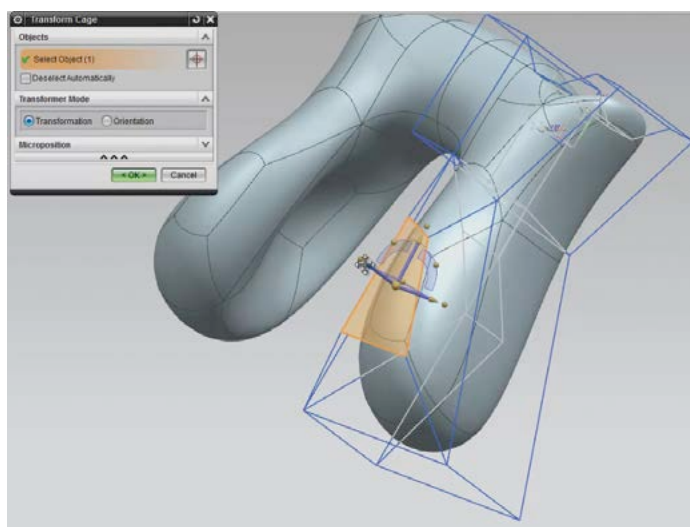 Transform Cage
Objects
Select Object (1)
Deselect Automatically
Transformer Mode
Transformation Orientation
Microposition
< OK > Cancel